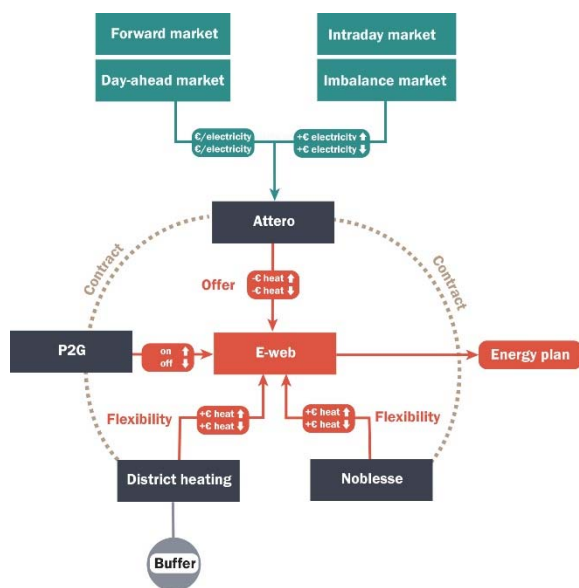 Forward market
Intraday market
Day-ahead market
Imbalance market
€/electricity
€/electricity
+€ electricity ⬆
+€ electricity ⬇
Attero
Contract
Contract
Offer
-€ heat ⬆
-€ heat ⬇
P2G
on ⬆
off ⬇
E-web
Energy plan
Flexibility
+€ heat ⬆
+€ heat ⬇
+€ heat ⬆
+€ heat ⬇
Flexibility
District heating
Noblesse
Buffer